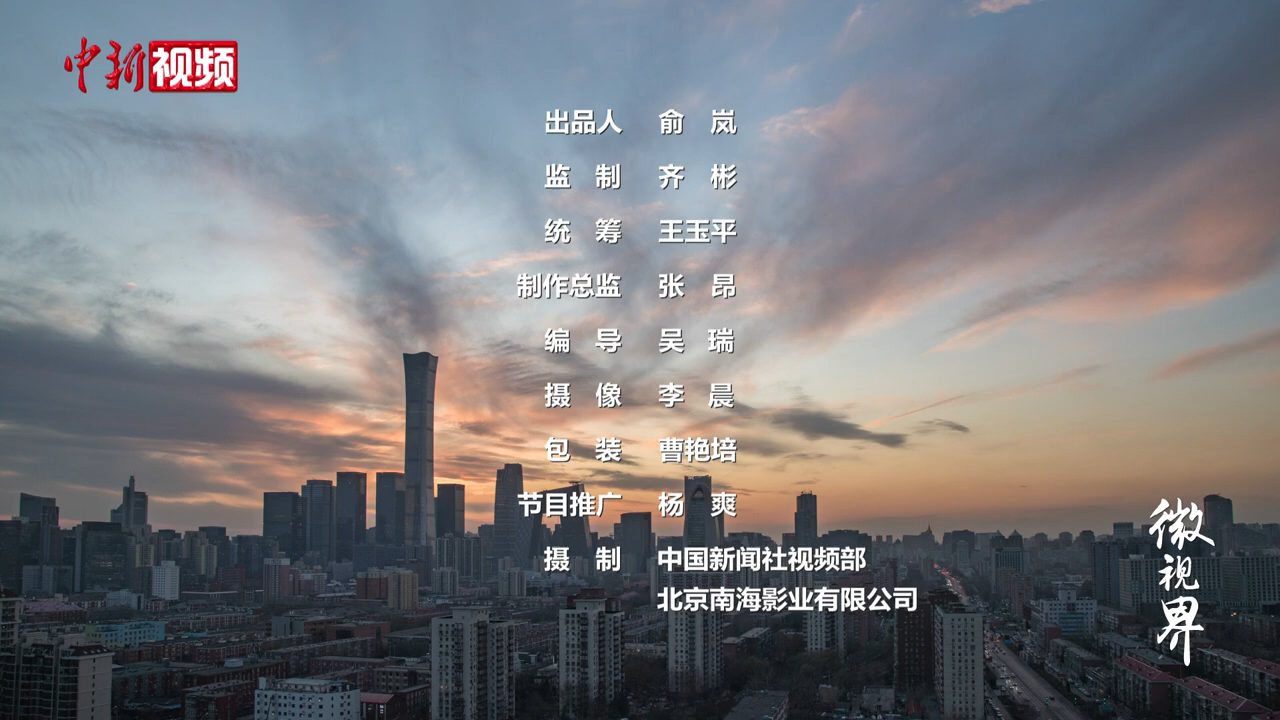 中新视频
出品人 俞 岚
监 制 齐 彬
统 筹 王玉平
制作总监 张 昂
编 导 吴 瑞
摄 像 李 晨
包 装 曹艳培
节目推广 杨 爽
摄 制 中国新闻社视频部
北京南海影业有限公司
微视界